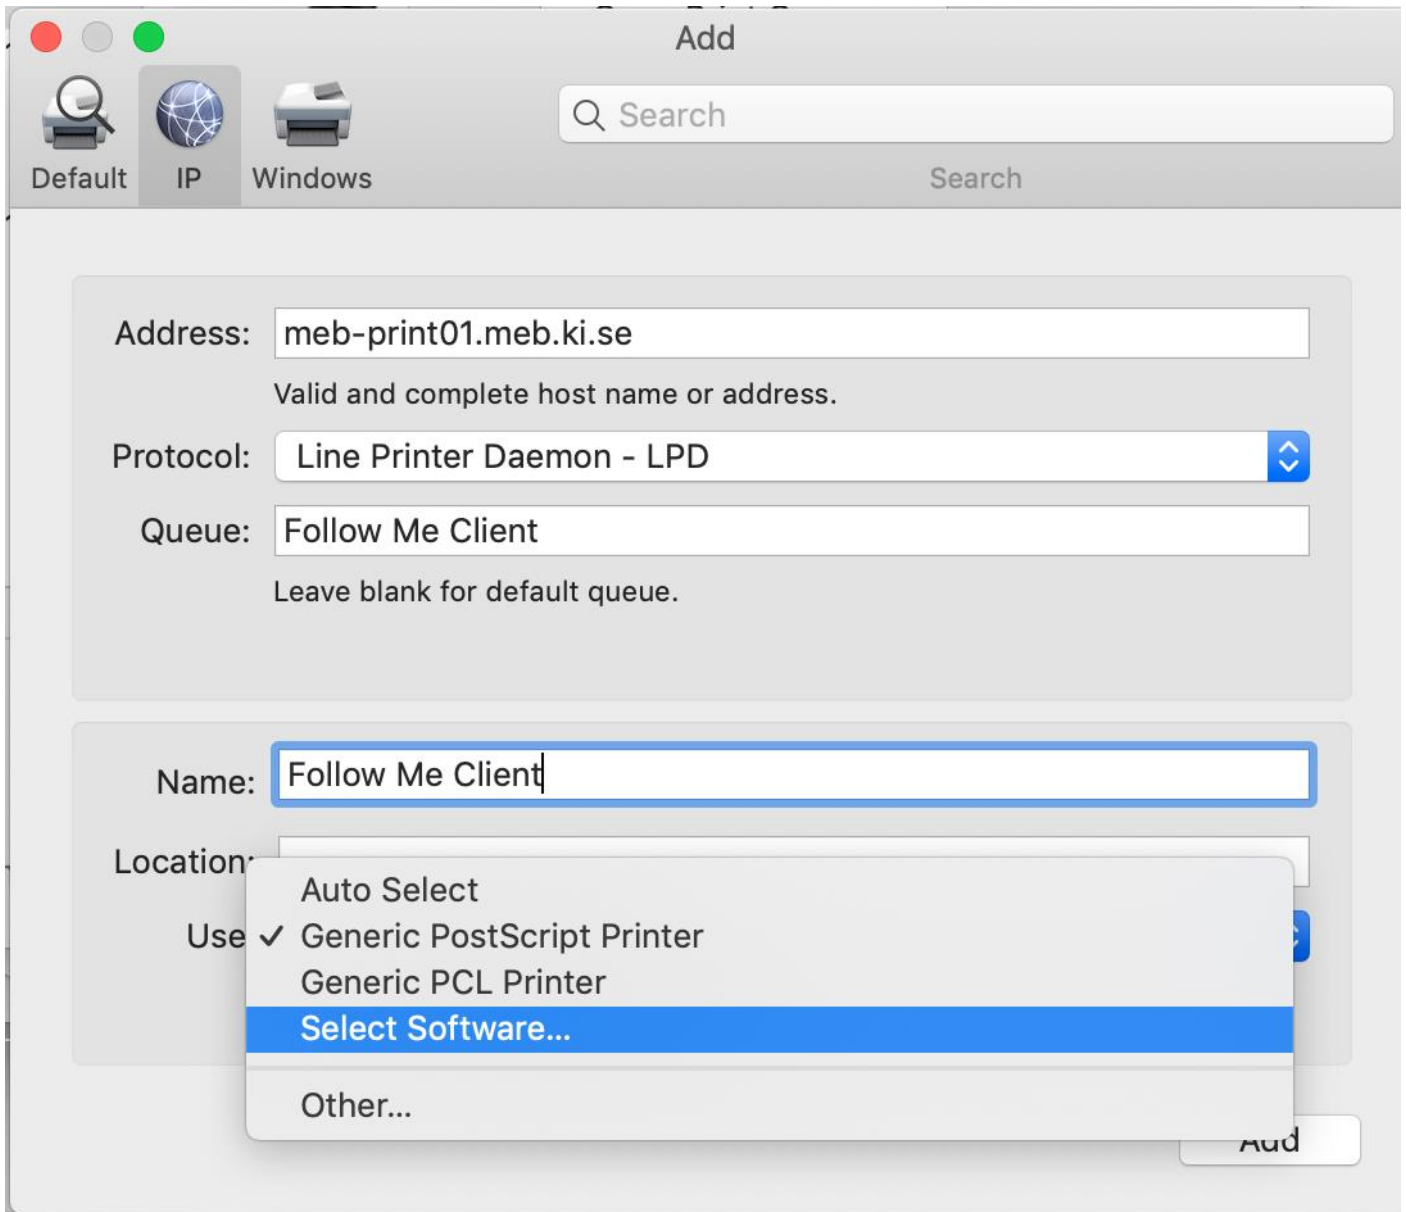 Add
Default
IP
Windows
Search
Search
Address: meb-print01.meb.ki.se
Valid and complete host name or address.
Protocol: Line Printer Daemon - LPD
Queue: Follow Me Client
Leave blank for default queue.
Name: Follow Me Client
Location:
Auto Select
Use ✓ Generic PostScript Printer
Generic PCL Printer
Select Software...
Other...
Add